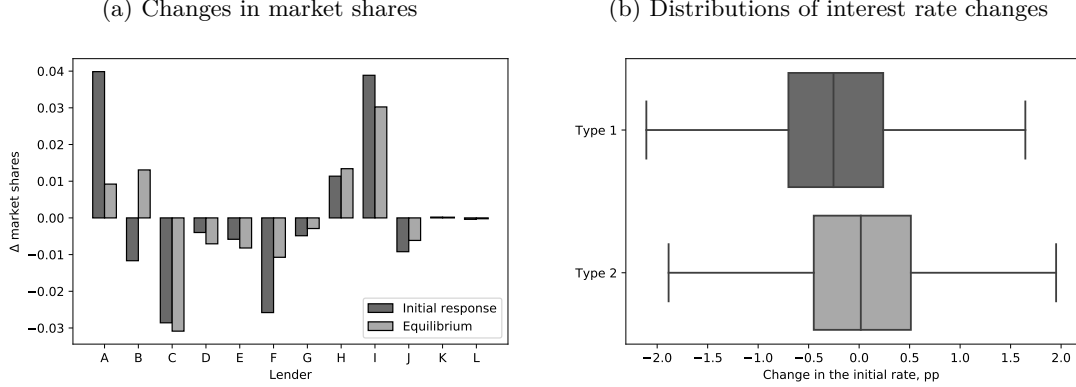 (a) Changes in market shares
(b) Distributions of interest rate changes
0.04
0.03
0.02
0.01
0.00
−0.01
−0.02
−0.03
Δ market shares
A B C D E F G H I J K L
Lender
Initial response
Equilibrium
Type 1
Type 2
−2.0 −1.5 −1.0 −0.5 0.0 0.5 1.0 1.5 2.0
Change in the initial rate, pp